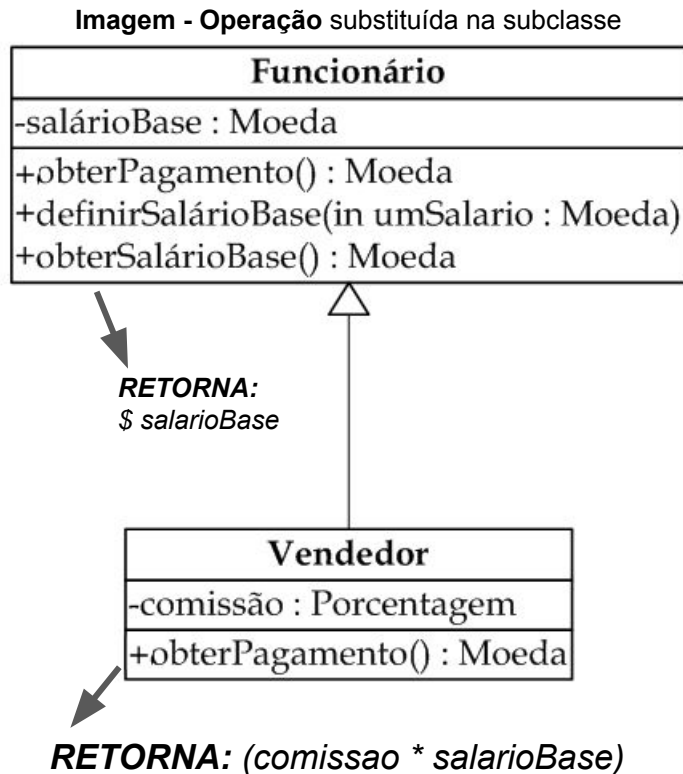 Imagem - Operação substituída na subclasse
Funcionário
-salárioBase : Moeda
+obterPagamento() : Moeda
+definirSalárioBase(in umSalario : Moeda)
+obterSalárioBase() : Moeda
RETORNA:
$ salarioBase
Vendedor
-comissão : Porcentagem
+obterPagamento() : Moeda
RETORNA: (comissao * salarioBase)